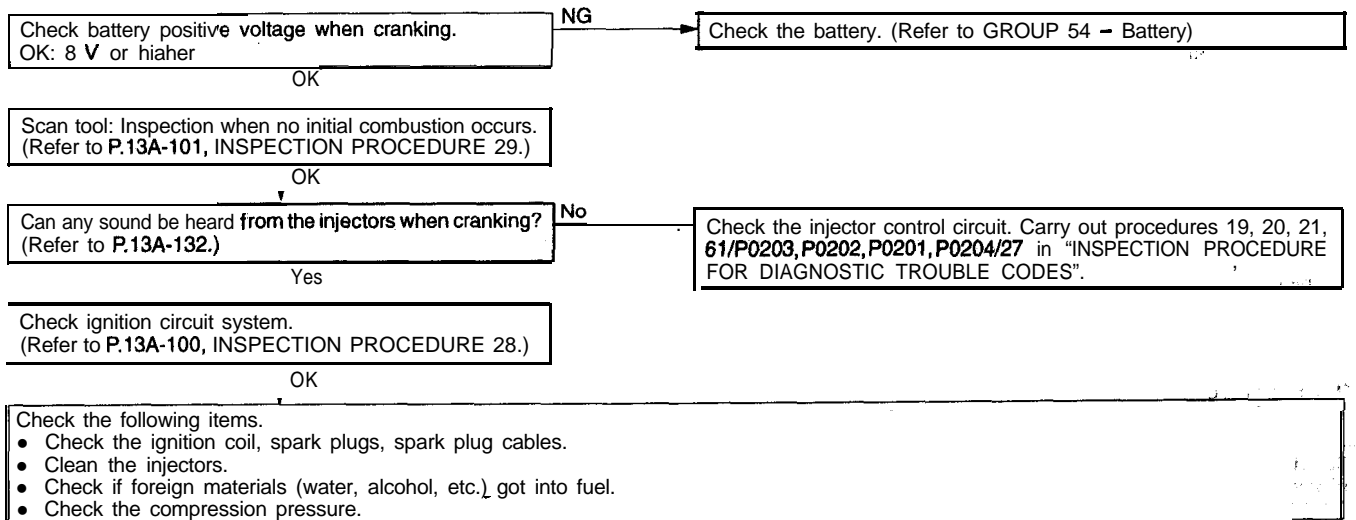 Check battery positive voltage when cranking.
OK: 8 V or hiaher
NG
Check the battery. (Refer to GROUP 54 – Battery)
OK
Scan tool: Inspection when no initial combustion occurs.
(Refer to P.13A-101, INSPECTION PROCEDURE 29.)
OK
Can any sound be heard from the injectors when cranking?
(Refer to P.13A-132.)
No
Check the injector control circuit. Carry out procedures 19, 20, 21,
61/P0203, P0202, P0201, P0204/27 in “INSPECTION PROCEDURE
FOR DIAGNOSTIC TROUBLE CODES”.
Yes
Check ignition circuit system.
(Refer to P.13A-100, INSPECTION PROCEDURE 28.)
OK
Check the following items.
● Check the ignition coil, spark plugs, spark plug cables.
● Clean the injectors.
● Check if foreign materials (water, alcohol, etc.) got into fuel.
● Check the compression pressure.